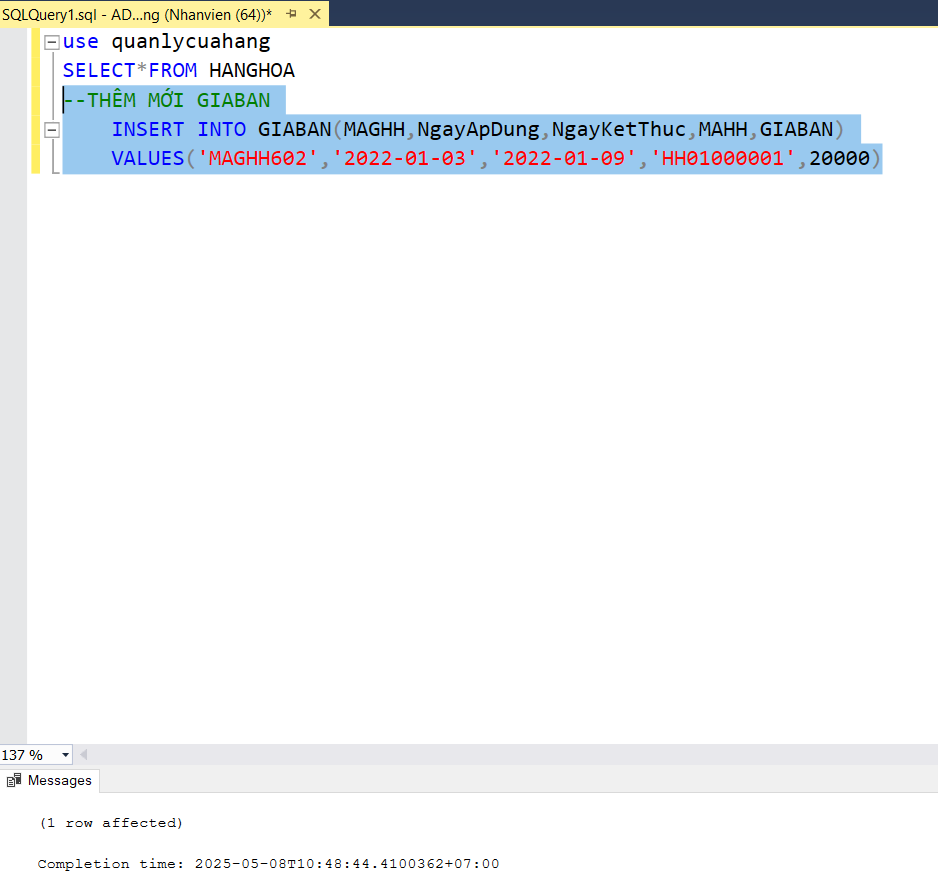 SQLQuery1.sql - AD...ng (Nhanvien (64))*
use quanlycuahang
SELECT*FROM HANGHOA
--THÊM MỚI GIABAN
INSERT INTO GIABAN(MAGHH,NgayApDung,NgayKetThuc,MAHH,GIABAN)
VALUES('MAGHH602','2022-01-03','2022-01-09','HH01000001',20000)
137 %
Messages
(1 row affected)
Completion time: 2025-05-08T10:48:44.4100362+07:00